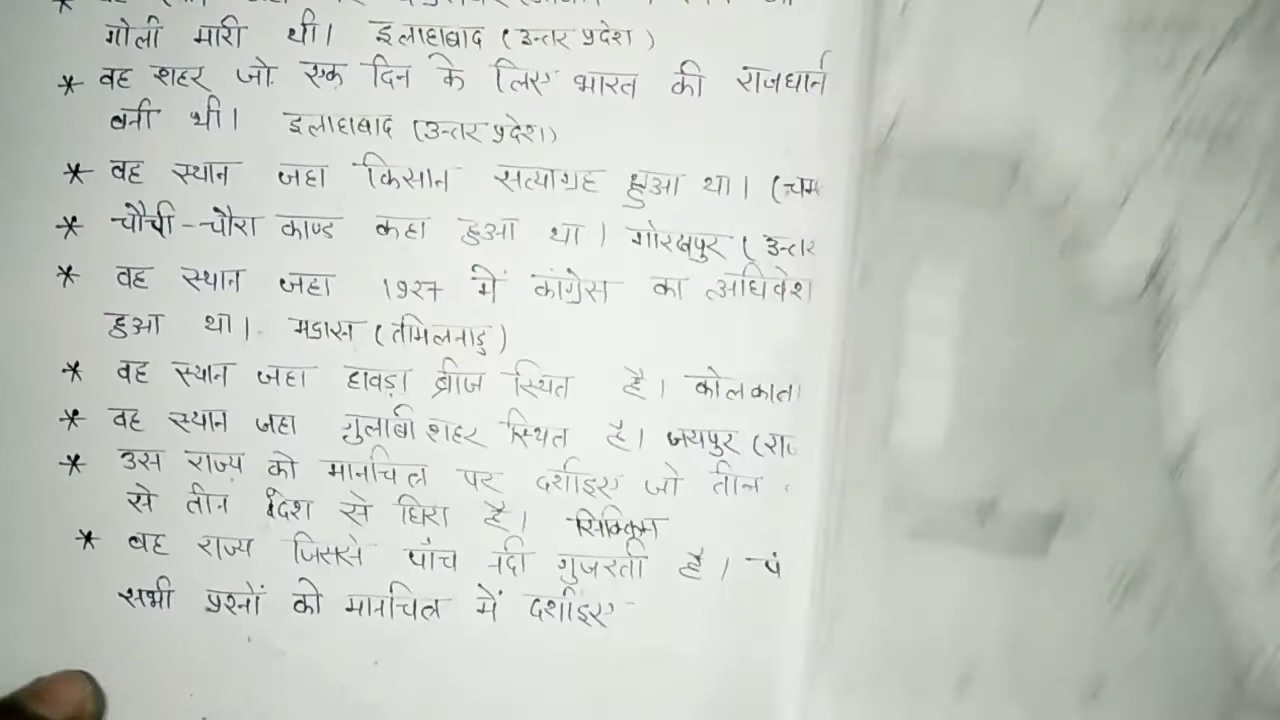 गोली मारी थी। इलाहाबाद (उत्तर प्रदेश)
* वह शहर जो एक दिन के लिए भारत की राजधान
बनी थी। इलाहाबाद (उत्तर प्रदेश)
* वह स्थान जहा किसान सत्याग्रह हुआ था। (चम
* चौची-चौरा काण्ड कहा हुआ था। गोरखपुर (उत्तर
* वह स्थान जहा 1927 में कांग्रेस का अधिवेश
हुआ था। मद्रास (तमिलनाडु)
* वह स्थान जहा हावड़ा ब्रीज स्थित है। कोलकाता
* वह स्थान जहा गुलाबी शहर स्थित है। जयपुर (रा
* उस राज्य को मानचित्र पर दर्शाइए जो तीन
से तीन देश से घिरा है। सिक्किम
* वह राज्य जिससे पांच नदी गुजरती है। पं
सभी प्रश्नों को मानचित्र में दर्शाइए